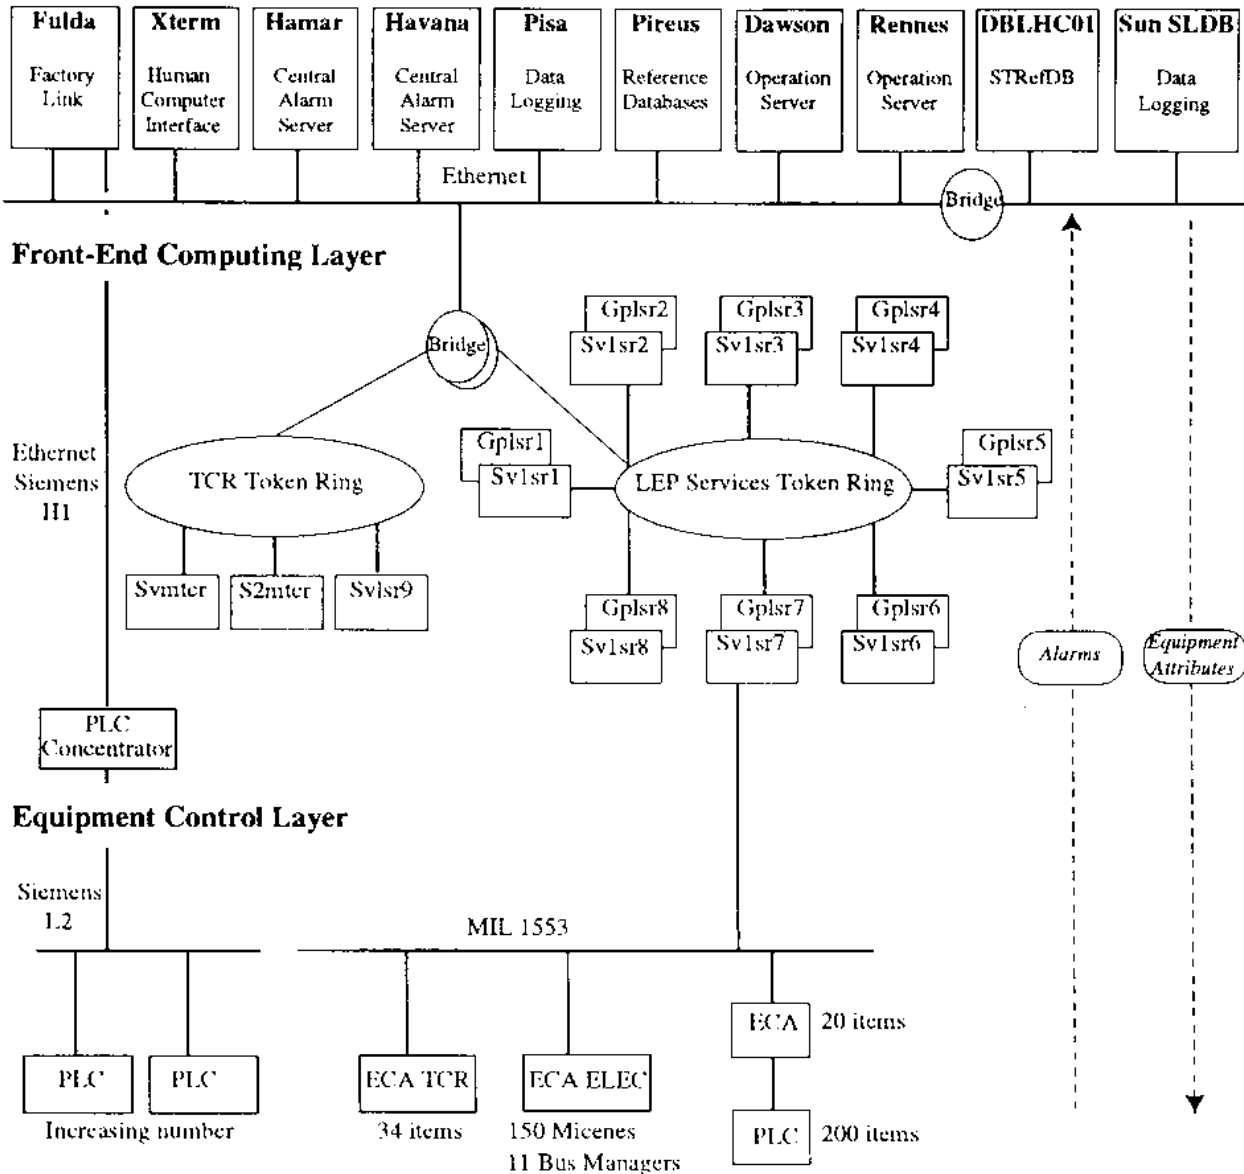 Fulda
Factory
Link
Xterm
Human
Computer
Interface
Hamar
Central
Alarm
Server
Havana
Central
Alarm
Server
Pisa
Data
Logging
Pireus
Reference
Databases
Dawson
Operation
Server
Rennes
Operation
Server
DBLHC01
STRefDB
Sun SLDB
Data
Logging
Ethernet
Bridge
Front-End Computing Layer
Bridge
Gplsr2
Sv1sr2
Gplsr3
Sv1sr3
Gplsr4
Sv1sr4
Ethernet
Siemens
H1
TCR Token Ring
Gplsr1
Sv1sr1
LEP Services Token Ring
Gplsr5
Sv1sr5
Svmtcr
S2mtcr
Svlsr9
Gplsr8
Sv1sr8
Gplsr7
Sv1sr7
Gplsr6
Sv1sr6
Alarms
Equipment
Attributes
PLC
Concentrator
Equipment Control Layer
Siemens
L2
MIL 1553
ECA
20 items
PLC
PLC
ECA TCR
ECA ELEC
Increasing number
34 items
150 Micenes
11 Bus Managers
PLC
200 items